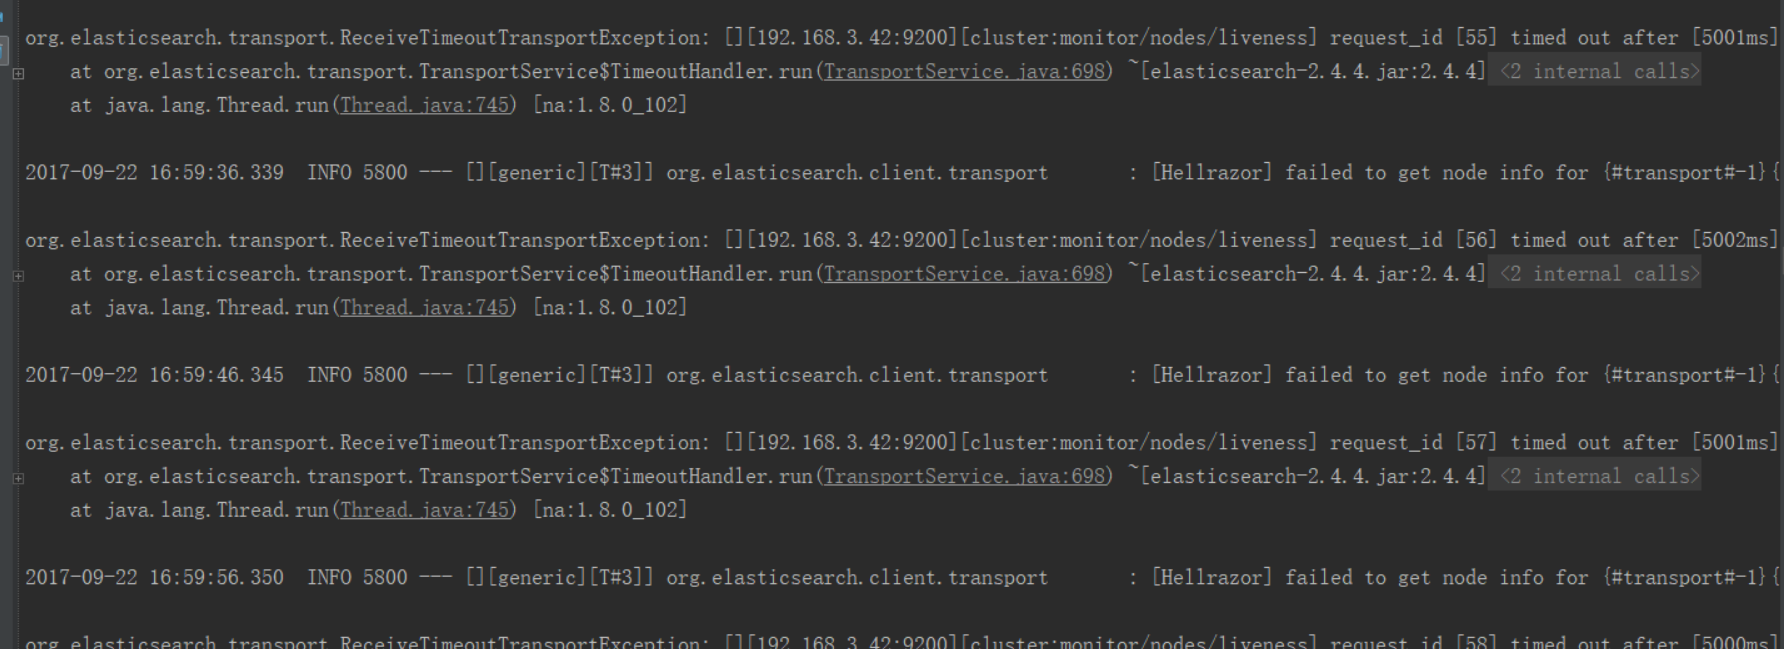 org.elasticsearch.transport.ReceiveTimeoutTransportException: [][192.168.3.42:9200][cluster:monitor/nodes/liveness] request_id [55] timed out after [5001ms]
at org.elasticsearch.transport.TransportService$TimeoutHandler.run(TransportService.java:698) ~[elasticsearch-2.4.4.jar:2.4.4] <2 internal calls>
at java.lang.Thread.run(Thread.java:745) [na:1.8.0_102]
2017-09-22 16:59:36.339  INFO 5800 --- [][generic][T#3]] org.elasticsearch.client.transport       : [Hellrazor] failed to get node info for {#transport#-1}{
org.elasticsearch.transport.ReceiveTimeoutTransportException: [][192.168.3.42:9200][cluster:monitor/nodes/liveness] request_id [56] timed out after [5002ms]
at org.elasticsearch.transport.TransportService$TimeoutHandler.run(TransportService.java:698) ~[elasticsearch-2.4.4.jar:2.4.4] <2 internal calls>
at java.lang.Thread.run(Thread.java:745) [na:1.8.0_102]
2017-09-22 16:59:46.345  INFO 5800 --- [][generic][T#3]] org.elasticsearch.client.transport       : [Hellrazor] failed to get node info for {#transport#-1}{
org.elasticsearch.transport.ReceiveTimeoutTransportException: [][192.168.3.42:9200][cluster:monitor/nodes/liveness] request_id [57] timed out after [5001ms]
at org.elasticsearch.transport.TransportService$TimeoutHandler.run(TransportService.java:698) ~[elasticsearch-2.4.4.jar:2.4.4] <2 internal calls>
at java.lang.Thread.run(Thread.java:745) [na:1.8.0_102]
2017-09-22 16:59:56.350  INFO 5800 --- [][generic][T#3]] org.elasticsearch.client.transport       : [Hellrazor] failed to get node info for {#transport#-1}{
org.elasticsearch.transport.ReceiveTimeoutTransportException: [][192.168.3.42:9200][cluster:monitor/nodes/liveness] request_id [58] timed out after [5000ms]